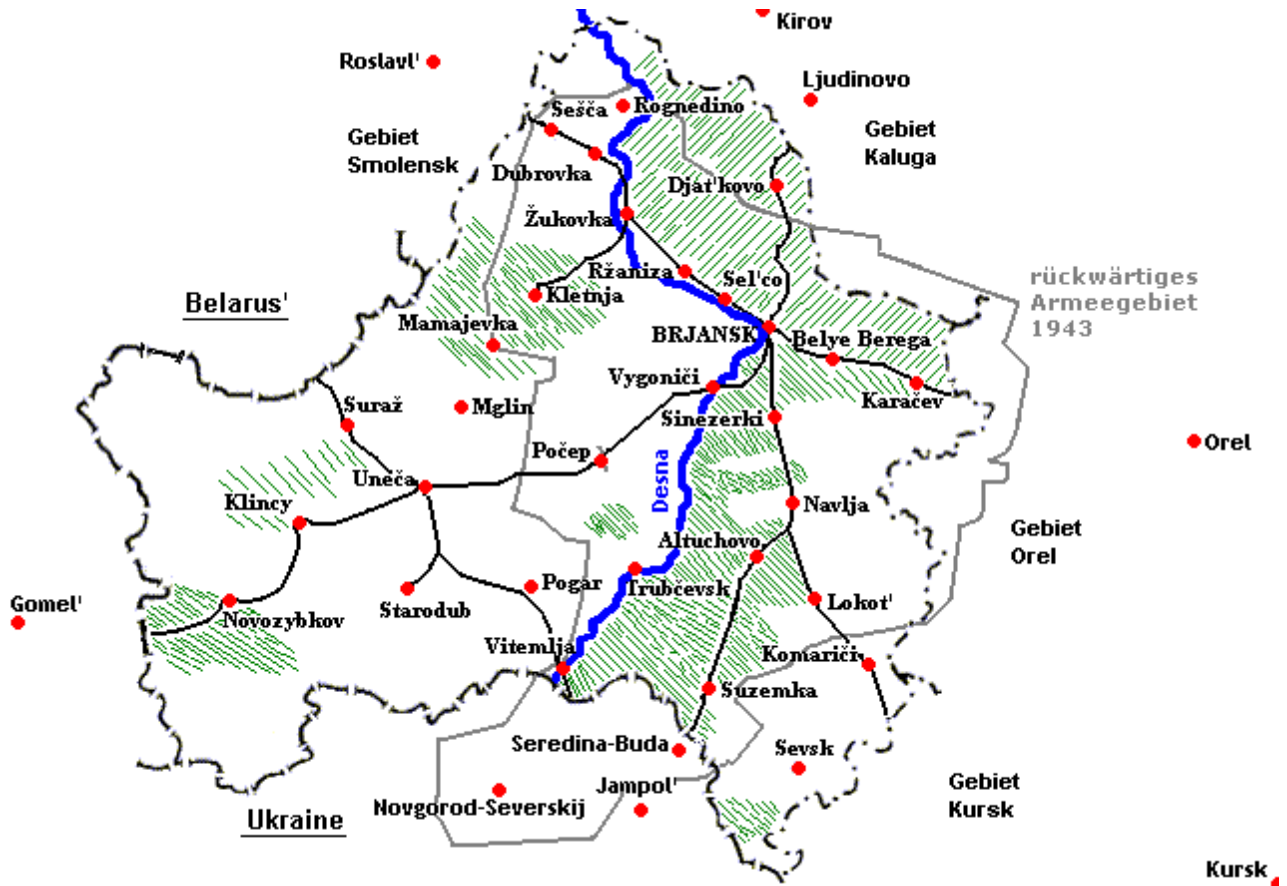 Kirov
Roslavl'
Ljudinovo
Sešča
Rognedino
Gebiet
Smolensk
Gebiet
Kaluga
Dubrovka
Djat'kovo
Žukovka
Ržaniza
Sel'co
rückwärtiges
Armeegebiet
1943
Belarus'
Kletnja
Mamajevka
BRJANSK
Belye Berega
Vygoniči
Karačev
Suraž
Mglin
Sinezerki
Orel
Počep
Uneča
Desna
Klincy
Navlja
Gebiet
Orel
Altuchovo
Trubčevsk
Pogar
Starodub
Lokot'
Gomel'
Novozybkov
Vitemlja
Komariči
Suzemka
Seredina-Buda
Sevsk
Jampol'
Gebiet
Kursk
Novgorod-Severskij
Ukraine
Kursk